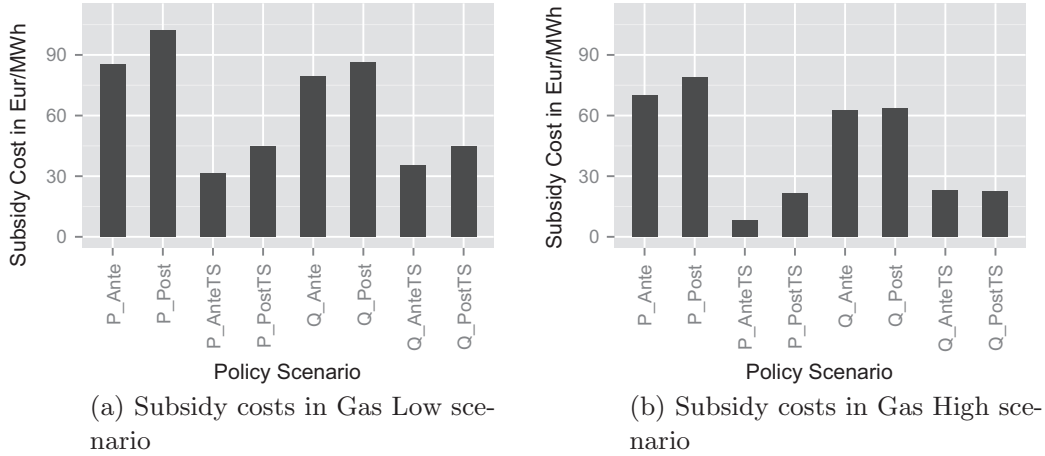 Subsidy Cost in Eur/MWh
90
60
30
0
P_Ante
P_Post
P_AnteTS
P_PostTS
Q_Ante
Q_Post
Q_AnteTS
Q_PostTS
Policy Scenario
(a) Subsidy costs in Gas Low sce-
nario
Subsidy Cost in Eur/MWh
90
60
30
0
P_Ante
P_Post
P_AnteTS
P_PostTS
Q_Ante
Q_Post
Q_AnteTS
Q_PostTS
Policy Scenario
(b) Subsidy costs in Gas High sce-
nario